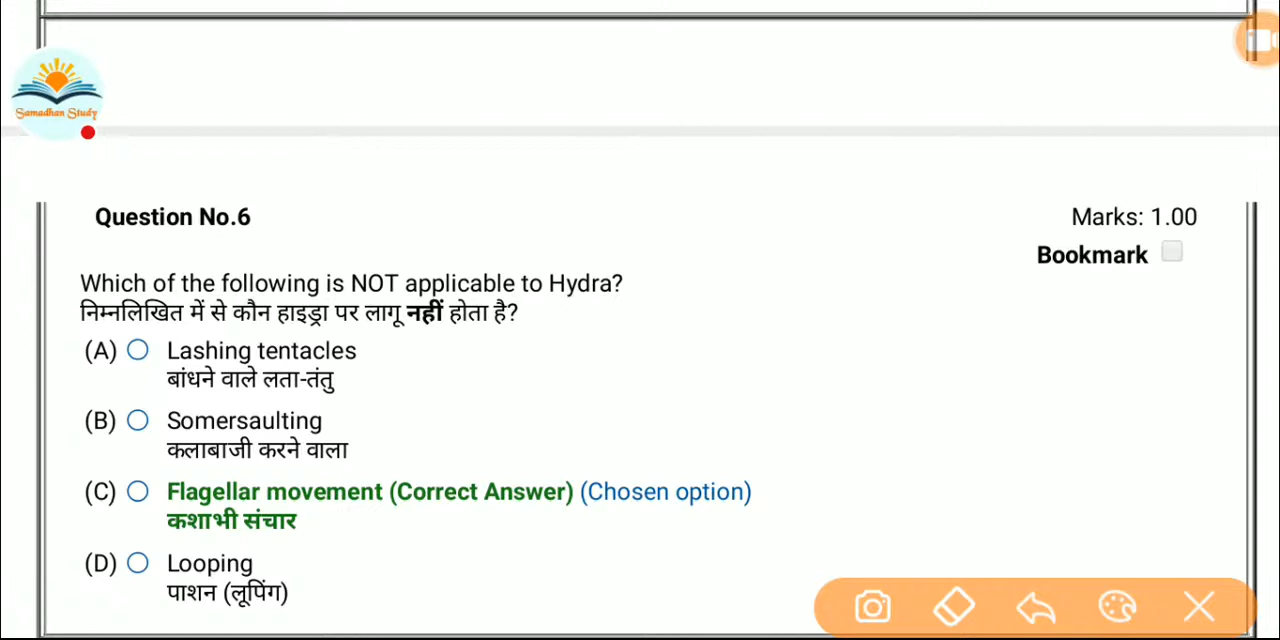 Samadhan Study
Question No.6
Marks: 1.00
Bookmark
Which of the following is NOT applicable to Hydra?
निम्नलिखित में से कौन हाइड्रा पर लागू नहीं होता है?
(A) Lashing tentacles
बांधने वाले लता-तंतु
(B) Somersaulting
कलाबाजी करने वाला
(C) Flagellar movement (Correct Answer) (Chosen option)
कशाभी संचार
(D) Looping
पाशन (लूपिंग)